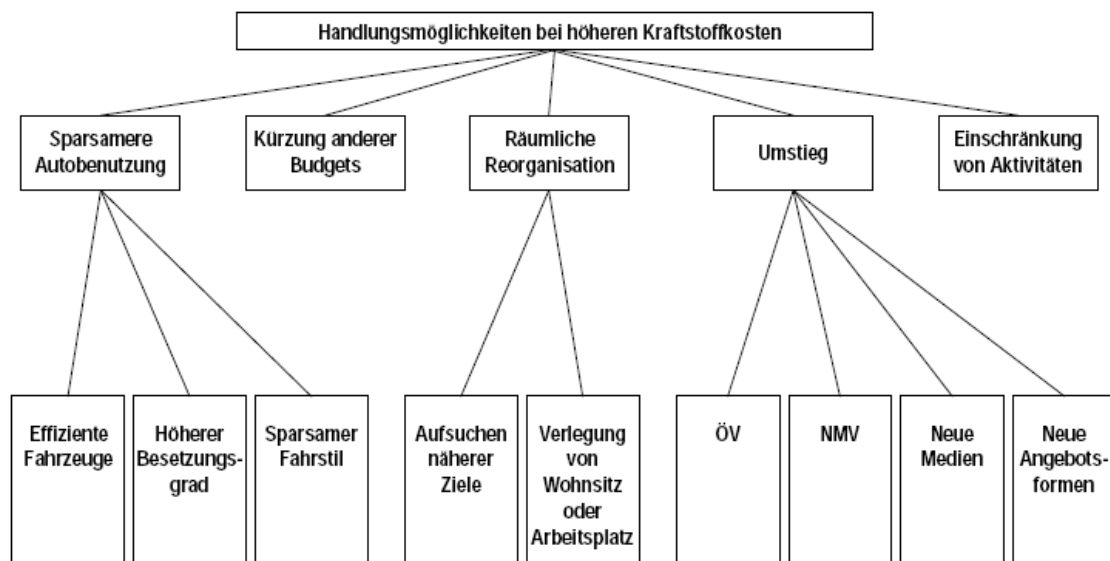 Handlungsmöglichkeiten bei höheren Kraftstoffkosten
Sparsamere
Autobenutzung
Kürzung anderer
Budgets
Räumliche
Reorganisation
Umstieg
Einschränkung
von Aktivitäten
Effiziente
Fahrzeuge
Höherer
Besetzungs-
grad
Sparsamer
Fahrstil
Aufsuchen
näherer
Ziele
Verlegung
von
Wohnsitz
oder
Arbeitsplatz
ÖV
NMV
Neue
Medien
Neue
Angebots-
formen